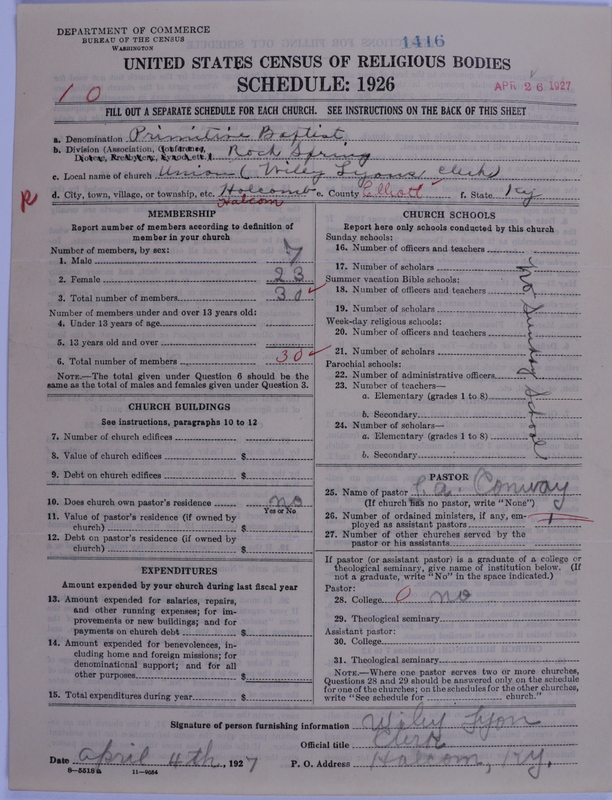 DEPARTMENT OF COMMERCE
BUREAU OF THE CENSUS
WASHINGTON
1416
UNITED STATES CENSUS OF RELIGIOUS BODIES
SCHEDULE: 1926
APR 26 1927
10
FILL OUT A SEPARATE SCHEDULE FOR EACH CHURCH. SEE INSTRUCTIONS ON THE BACK OF THIS SHEET
a. Denomination Primitive Baptist
b. Division (Association, Conference, Diocese, Presbytery, Synod, etc.) Rock Spring
c. Local name of church Union (Wiley Lyons Clerk)
R
d. City, town, village, or township, etc. Holcomb e. County Elliott f. State Ky
Halcom
MEMBERSHIP
Report number of members according to definition of
member in your church
Number of members, by sex:
1. Male 7
2. Female 23
3. Total number of members 30
Number of members under and over 13 years old:
4. Under 13 years of age
5. 13 years old and over
6. Total number of members 30
NOTE.—The total given under Question 6 should be the
same as the total of males and females given under Question 3.
CHURCH BUILDINGS
See instructions, paragraphs 10 to 12
7. Number of church edifices
8. Value of church edifices $
9. Debt on church edifices $
10. Does church own pastor's residence no
Yes or No
11. Value of pastor's residence (if owned by
church) $
12. Debt on pastor's residence (if owned by
church) $
EXPENDITURES
Amount expended by your church during last fiscal year
13. Amount expended for salaries, repairs,
and other running expenses; for im-
provements or new buildings; and for
payments on church debt $
14. Amount expended for benevolences, in-
cluding home and foreign missions; for
denominational support; and for all
other purposes $
15. Total expenditures during year $
CHURCH SCHOOLS
Report here only schools conducted by this church
Sunday schools:
16. Number of officers and teachers
17. Number of scholars
Summer vacation Bible schools:
18. Number of officers and teachers
19. Number of scholars
Week-day religious schools:
20. Number of officers and teachers
21. Number of scholars
Parochial schools:
22. Number of administrative officers
23. Number of teachers—
a. Elementary (grades 1 to 8)
b. Secondary
24. Number of scholars—
a. Elementary (grades 1 to 8)
b. Secondary
no Sunday School
PASTOR
25. Name of pastor C. A. Conway
(If church has no pastor, write "None")
26. Number of ordained ministers, if any, em-
ployed as assistant pastors 1
27. Number of other churches served by the
pastor or his assistants
If pastor (or assistant pastor) is a graduate of a college or
theological seminary, give name of institution below. (If
not a graduate, write "No" in the space indicated.)
Pastor:
28. College 0 no
29. Theological seminary
Assistant pastor:
30. College
31. Theological seminary
NOTE.—Where one pastor serves two or more churches,
Questions 28 and 29 should be answered only on the schedule
for one of the churches; on the schedules for the other churches,
write "See schedule for church."
Signature of person furnishing information Wiley Lyon
Official title Clerk
Date April 4th, 1927 P. O. Address Halcom, Ky.
8—5518a 11—9054